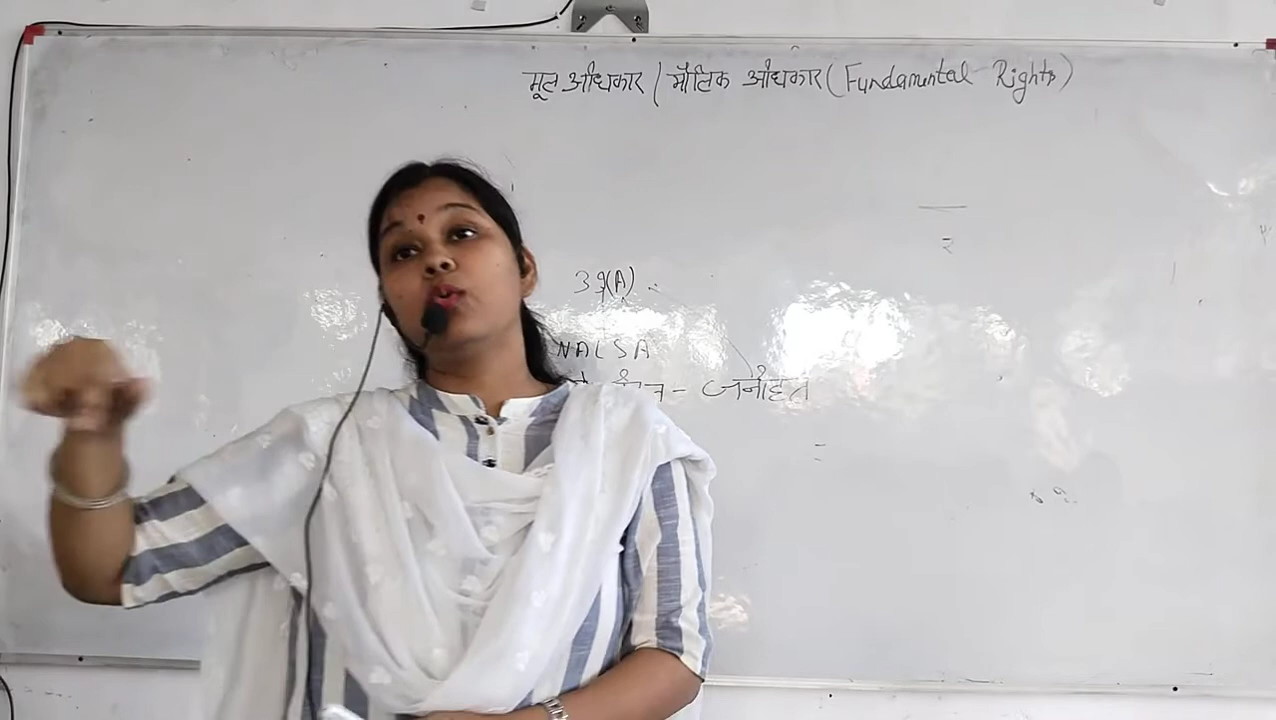 मूल अधिकार / मौलिक अधिकार (Fundamental Rights)
39(A)
NALSA
- जनहित